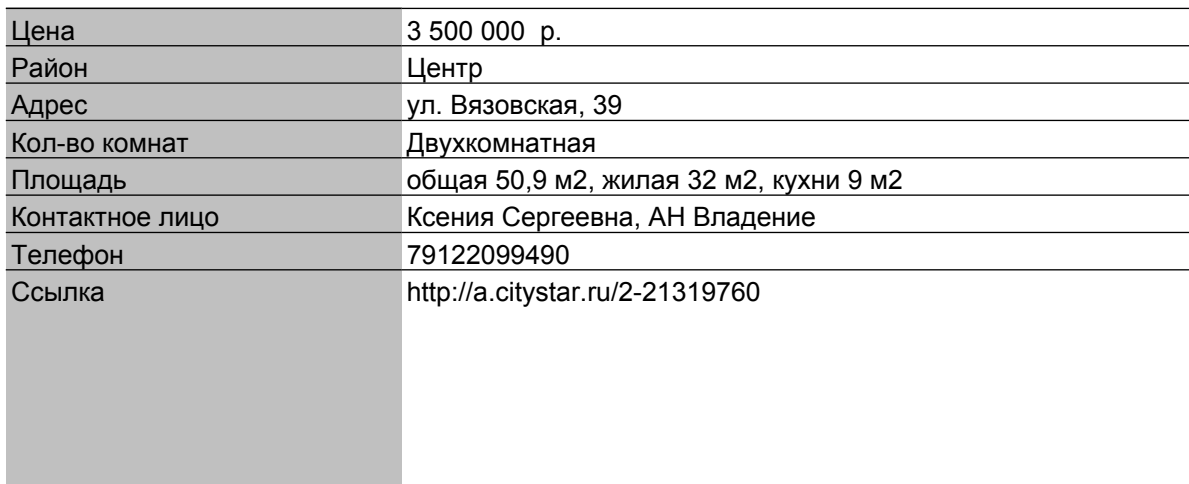 Цена 3 500 000 р.
Район Центр
Адрес ул. Вязовская, 39
Кол-во комнат Двухкомнатная
Площадь общая 50,9 м2, жилая 32 м2, кухни 9 м2
Контактное лицо Ксения Сергеевна, АН Владение
Телефон 79122099490
Ссылка http://a.citystar.ru/2-21319760